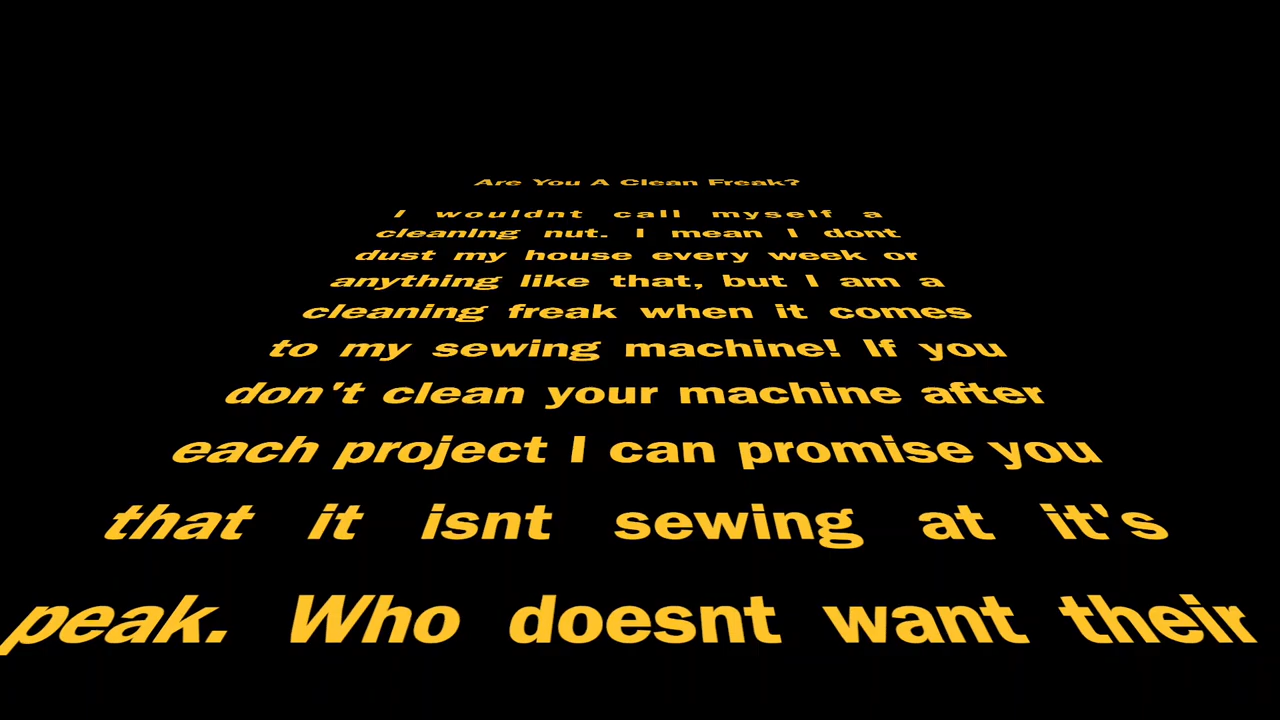 Are You A Clean Freak?
I wouldnt call myself a
cleaning nut. I mean I dont
dust my house every week or
anything like that, but I am a
cleaning freak when it comes
to my sewing machine! If you
don't clean your machine after
each project I can promise you
that it isnt sewing at it's
peak. Who doesnt want their